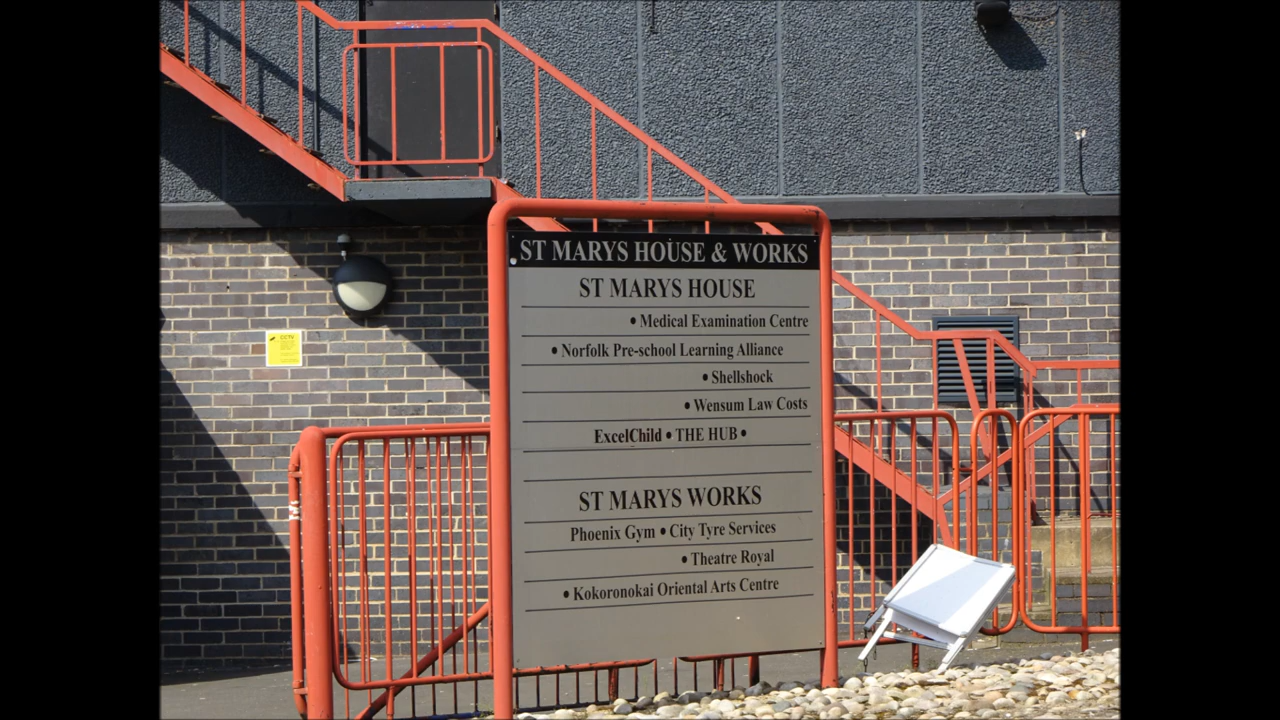 ST MARYS HOUSE & WORKS
ST MARYS HOUSE
• Medical Examination Centre
• Norfolk Pre-school Learning Alliance
• Shellshock
• Wensum Law Costs
ExcelChild • THE HUB •
ST MARYS WORKS
Phoenix Gym • City Tyre Services
• Theatre Royal
• Kokoronokai Oriental Arts Centre
CCTV